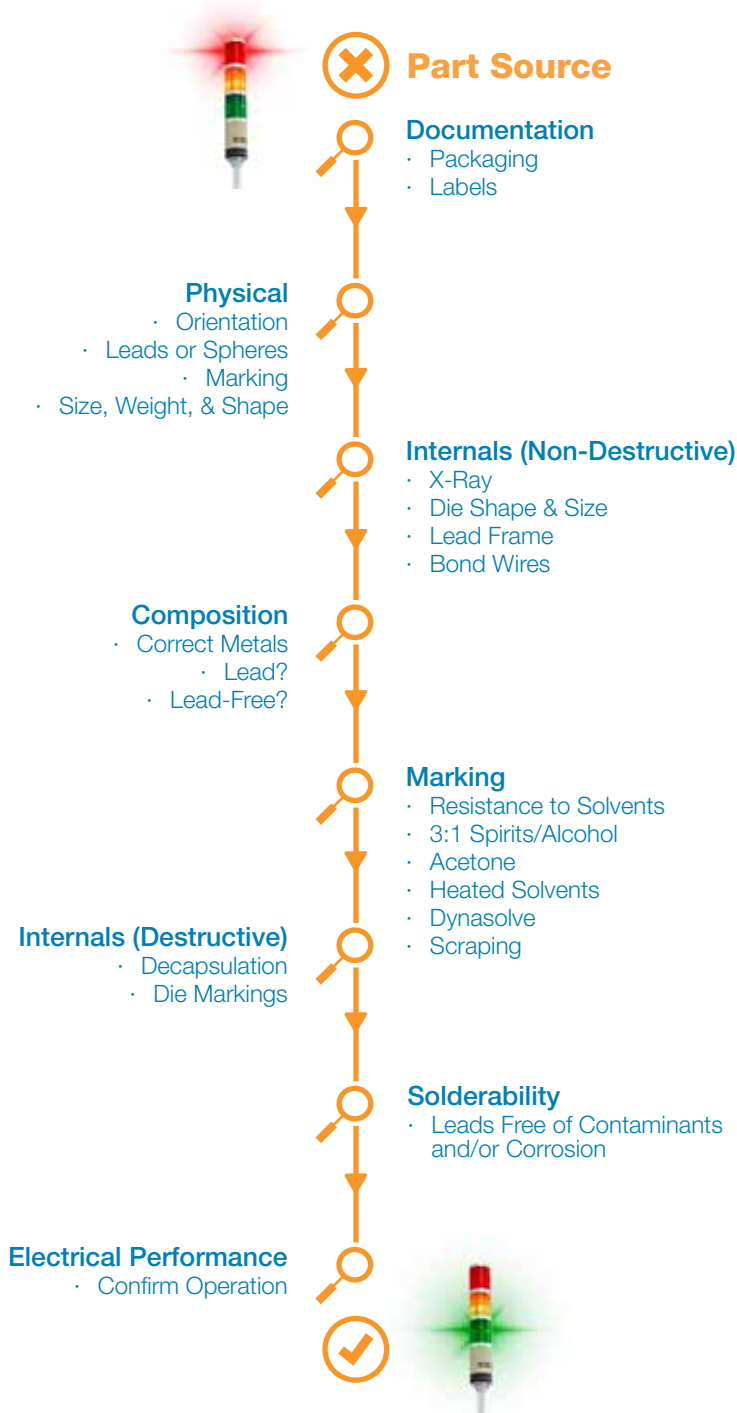 Part Source
Documentation
· Packaging
· Labels
Physical
· Orientation
· Leads or Spheres
· Marking
· Size, Weight, & Shape
Internals (Non-Destructive)
· X-Ray
· Die Shape & Size
· Lead Frame
· Bond Wires
Composition
· Correct Metals
· Lead?
· Lead-Free?
Marking
· Resistance to Solvents
· 3:1 Spirits/Alcohol
· Acetone
· Heated Solvents
· Dynasolve
· Scraping
Internals (Destructive)
· Decapsulation
· Die Markings
Solderability
· Leads Free of Contaminants
and/or Corrosion
Electrical Performance
· Confirm Operation